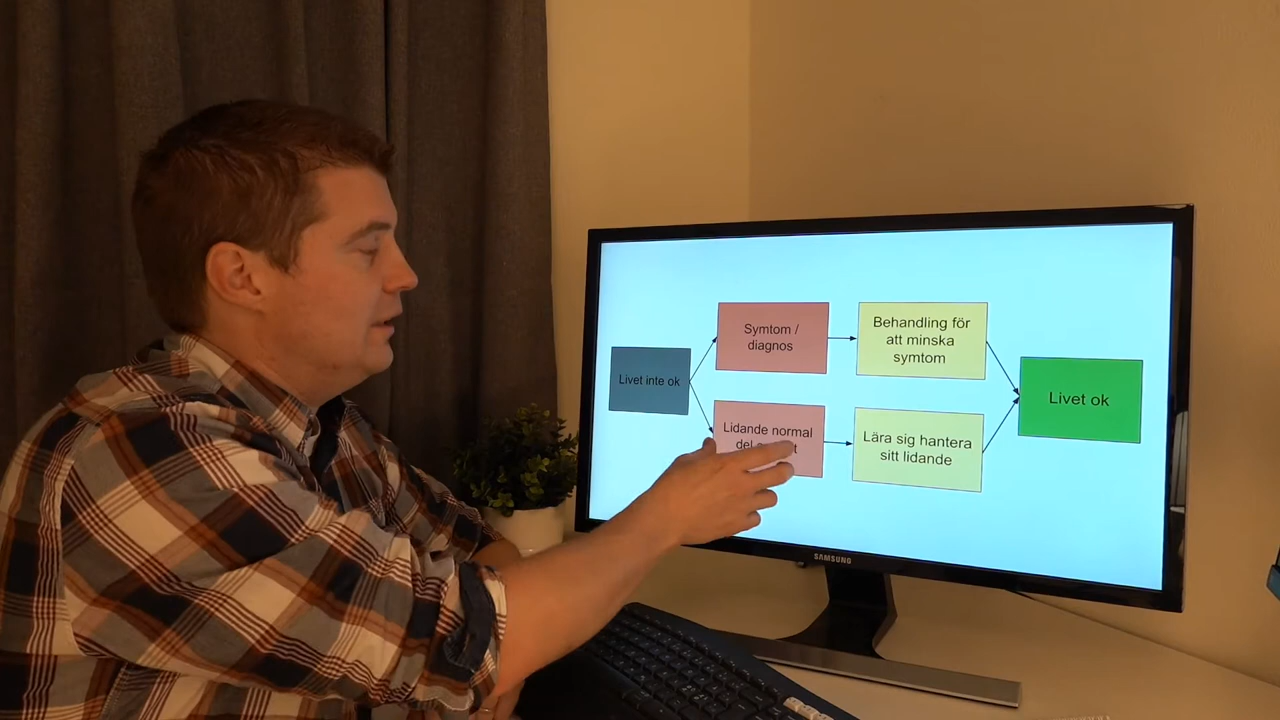 Livet inte ok
Symtom /
diagnos
Behandling för
att minska
symtom
Lidande normal
del
Lära sig hantera
sitt lidande
Livet ok
SAMSUNG